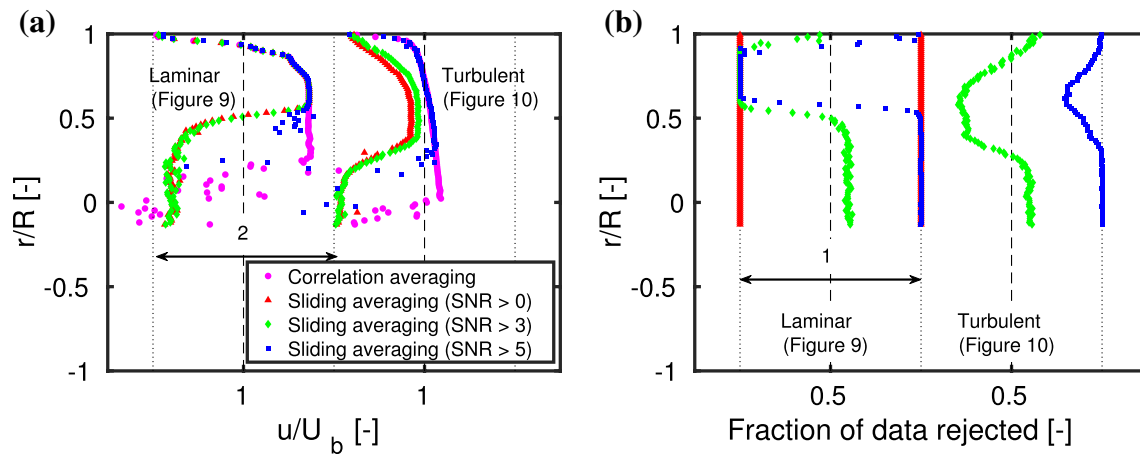 (a)
(b)
1
0.5
0
-0.5
-1
r/R [-]
Laminar
(Figure 9)
Turbulent
(Figure 10)
2
Correlation averaging
Sliding averaging (SNR > 0)
Sliding averaging (SNR > 3)
Sliding averaging (SNR > 5)
1
1
u/U b [-]
1
0.5
0
-0.5
-1
r/R [-]
1
Laminar
(Figure 9)
Turbulent
(Figure 10)
0.5
0.5
Fraction of data rejected [-]